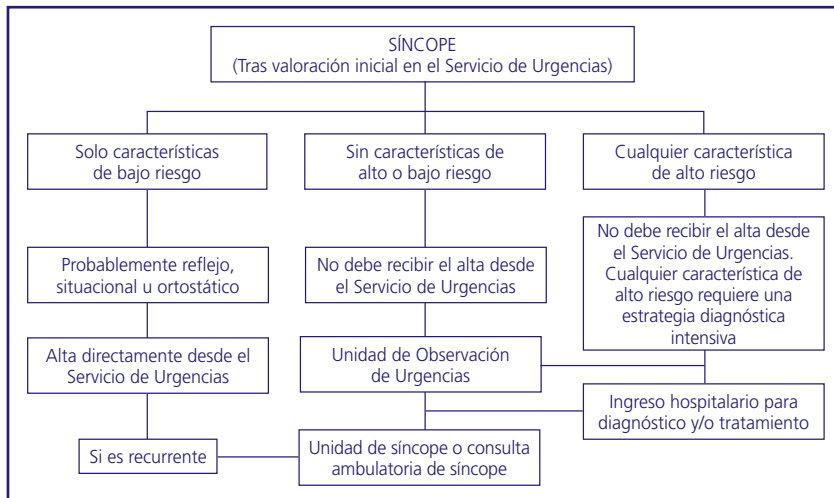 SÍNCOPE
(Tras valoración inicial en el Servicio de Urgencias)
Solo características
de bajo riesgo
Sin características de
alto o bajo riesgo
Cualquier característica
de alto riesgo
Probablemente reflejo,
situacional u ortostático
No debe recibir el alta desde
el Servicio de Urgencias
No debe recibir el alta desde
el Servicio de Urgencias.
Cualquier característica de
alto riesgo requiere una
estrategia diagnóstica
intensiva
Alta directamente desde el
Servicio de Urgencias
Unidad de Observación
de Urgencias
Ingreso hospitalario para
diagnóstico y/o tratamiento
Si es recurrente
Unidad de síncope o consulta
ambulatoria de síncope